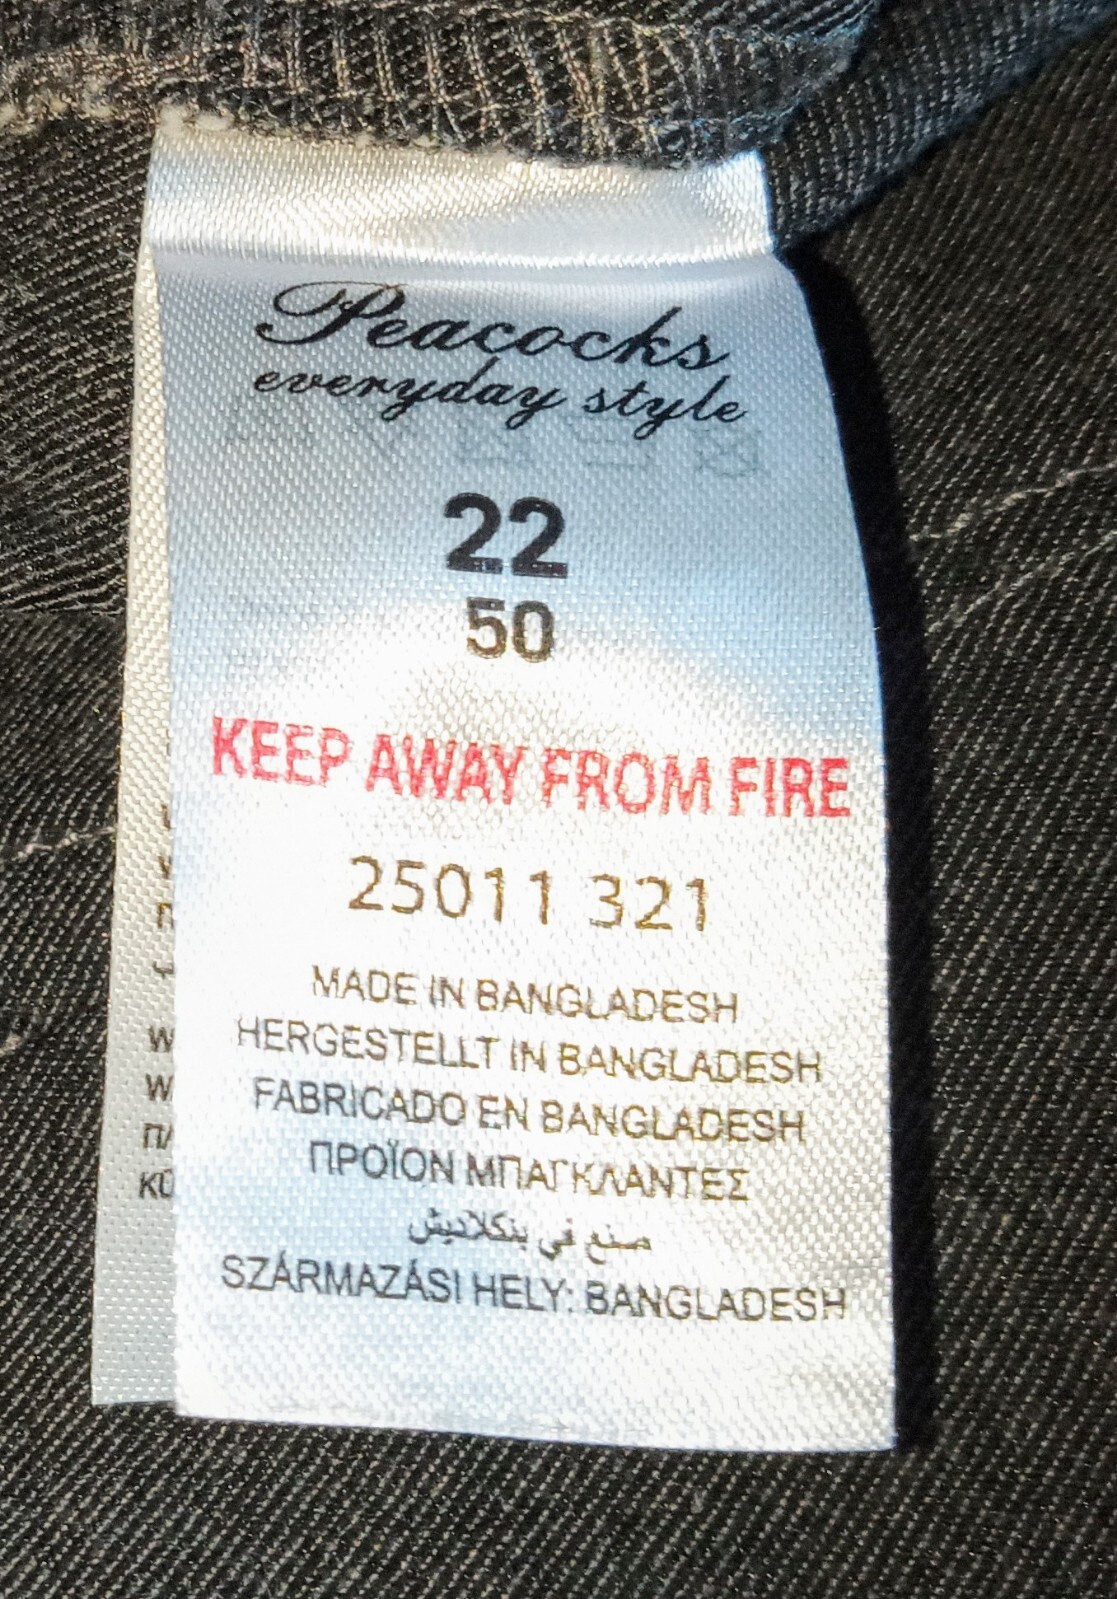 Peacocks
everyday style
22
50
KEEP AWAY FROM FIRE
25011 321
MADE IN BANGLADESH
HERGESTELLT IN BANGLADESH
FABRICADO EN BANGLADESH
ΠΡΟΪΟΝ ΜΠΑΓΚΛΑΝΤΕΣ
صنع في بنكلاديش
SZÁRMAZÁSI HELY: BANGLADESH